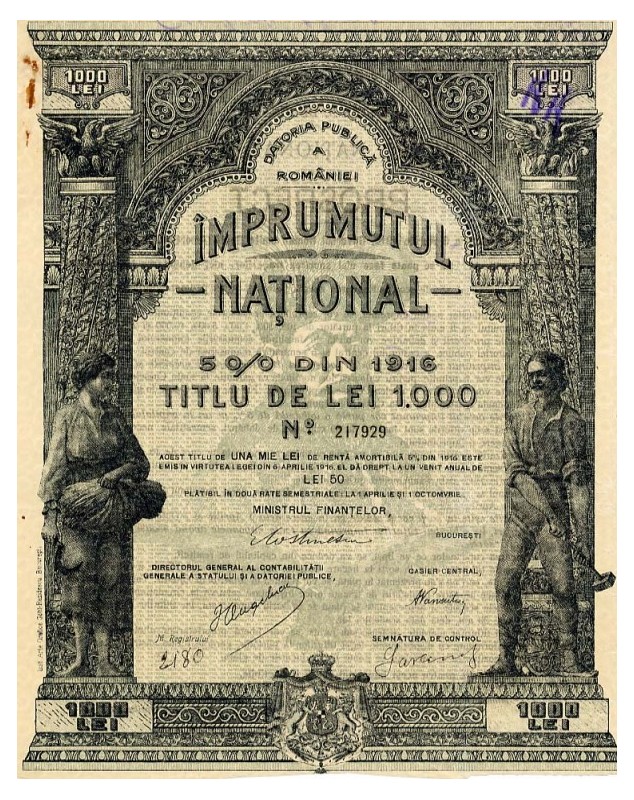 1000
LEI
1000
LEI
DATORIA PUBLICĂ
A
ROMÂNIEI
ÎMPRUMUTUL
NAȚIONAL
5 0/0 DIN 1916
TITLU DE LEI 1.000
Nº 217929
ACEST TITLU DE UNA MIE LEI DE RENTĂ AMORTIBILĂ 5% DIN 1916 ESTE
EMIS IN VIRTUTEA LEGEI DIN 6 APRILIE 1916. EL DĂ DREPT LA UN VENIT ANUAL DE
LEI 50
PLĂTIBIL ÎN DOUĂ RATE SEMESTRIALE: LA 1 APRILIE ȘI 1 OCTOMVRIE.
MINISTRUL FINANȚELOR,
BUCUREȘTI
DIRECTORUL GENERAL AL CONTABILITĂȚII
GENERALE A STATULUI ȘI A DATORIEI PUBLICE,
CASIER CENTRAL,
N. Registrului
2180
SEMNĂTURA DE CONTROL
1000
LEI
1000
LEI